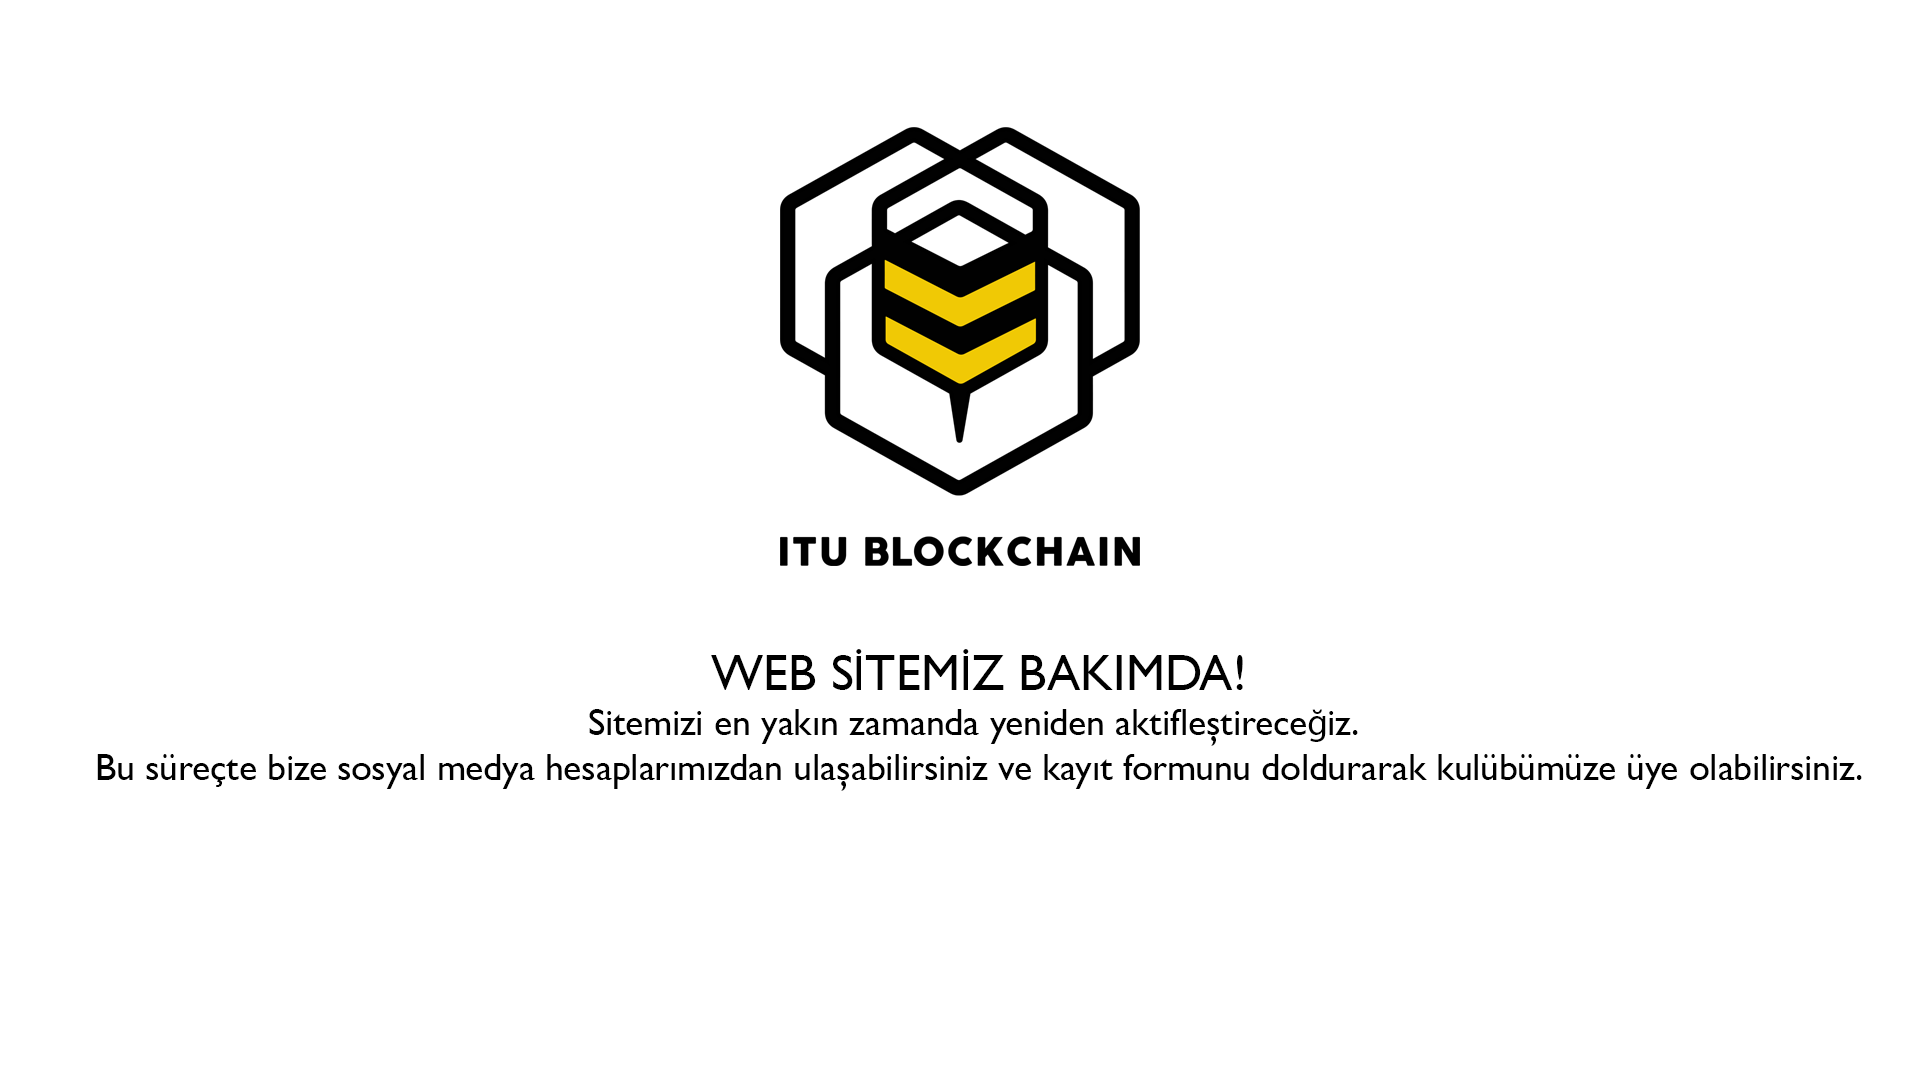 ITU BLOCKCHAIN
WEB SİTEMİZ BAKIMDA!
Sitemizi en yakın zamanda yeniden aktifleştireceğiz.
Bu süreçte bize sosyal medya hesaplarımızdan ulaşabilirsiniz ve kayıt formunu doldurarak kulübümüze üye olabilirsiniz.